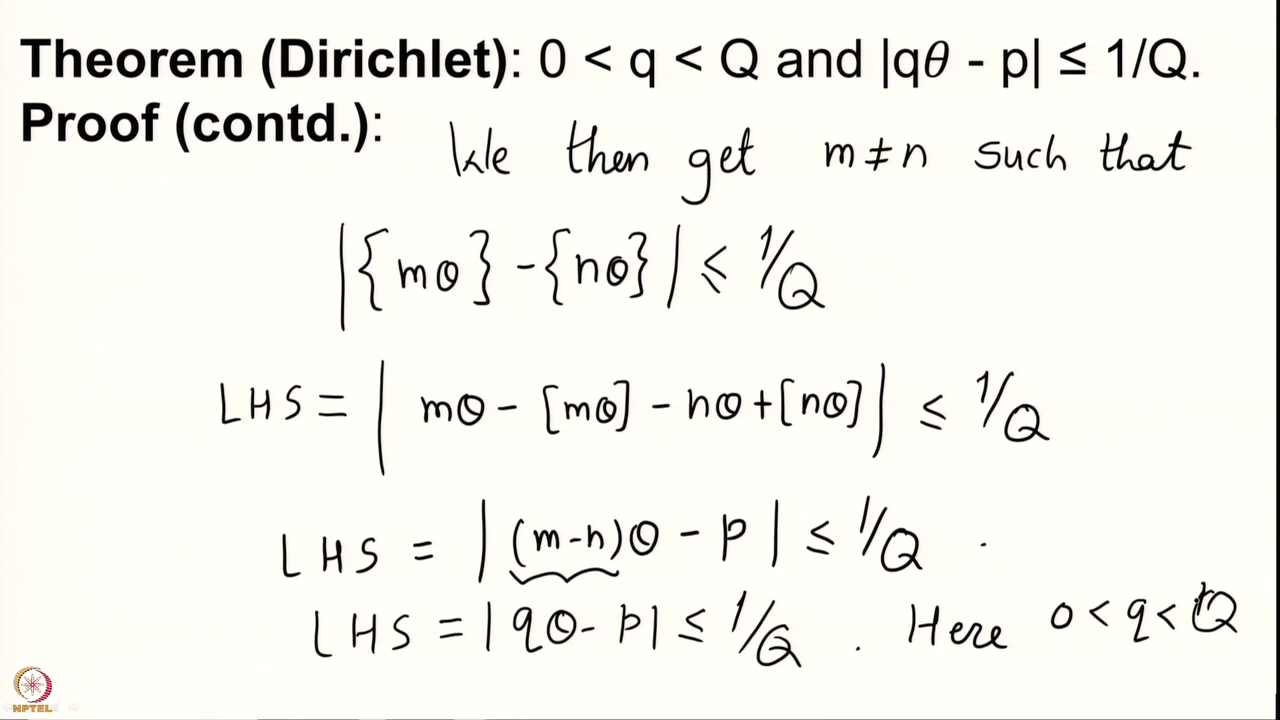 Theorem (Dirichlet): 0 < q < Q and |qθ - p| ≤ 1/Q.
Proof (contd.):
We then get m ≠ n such that
|{mθ} - {nθ}| ≤ 1/Q
LHS = | mθ - [mθ] - nθ + [nθ] | ≤ 1/Q
LHS = | (m-n)θ - p | ≤ 1/Q .
LHS = | qθ - p | ≤ 1/Q . Here 0 < q < Q
NPTEL